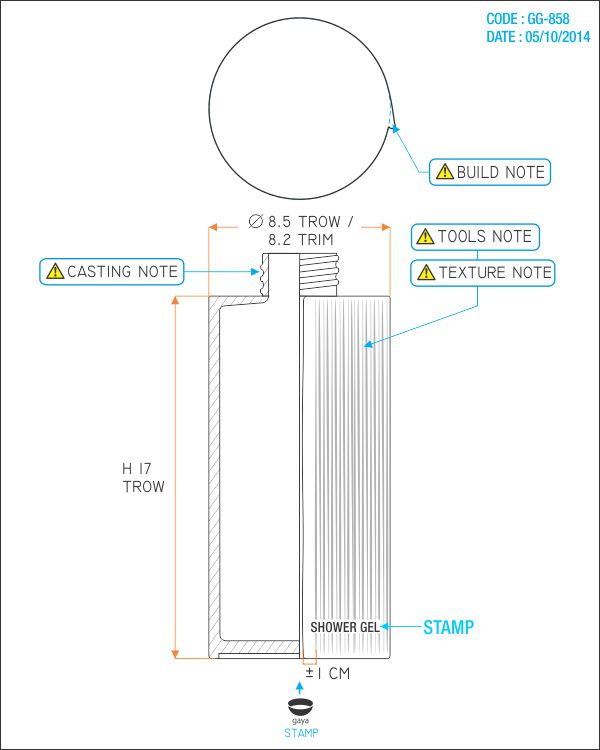 CODE : GG-858
DATE : 05/10/2014
BUILD NOTE
Ø 8.5 TROW /
8.2 TRIM
TOOLS NOTE
CASTING NOTE
TEXTURE NOTE
H 17
TROW
SHOWER GEL
STAMP
±1 CM
gaya
STAMP